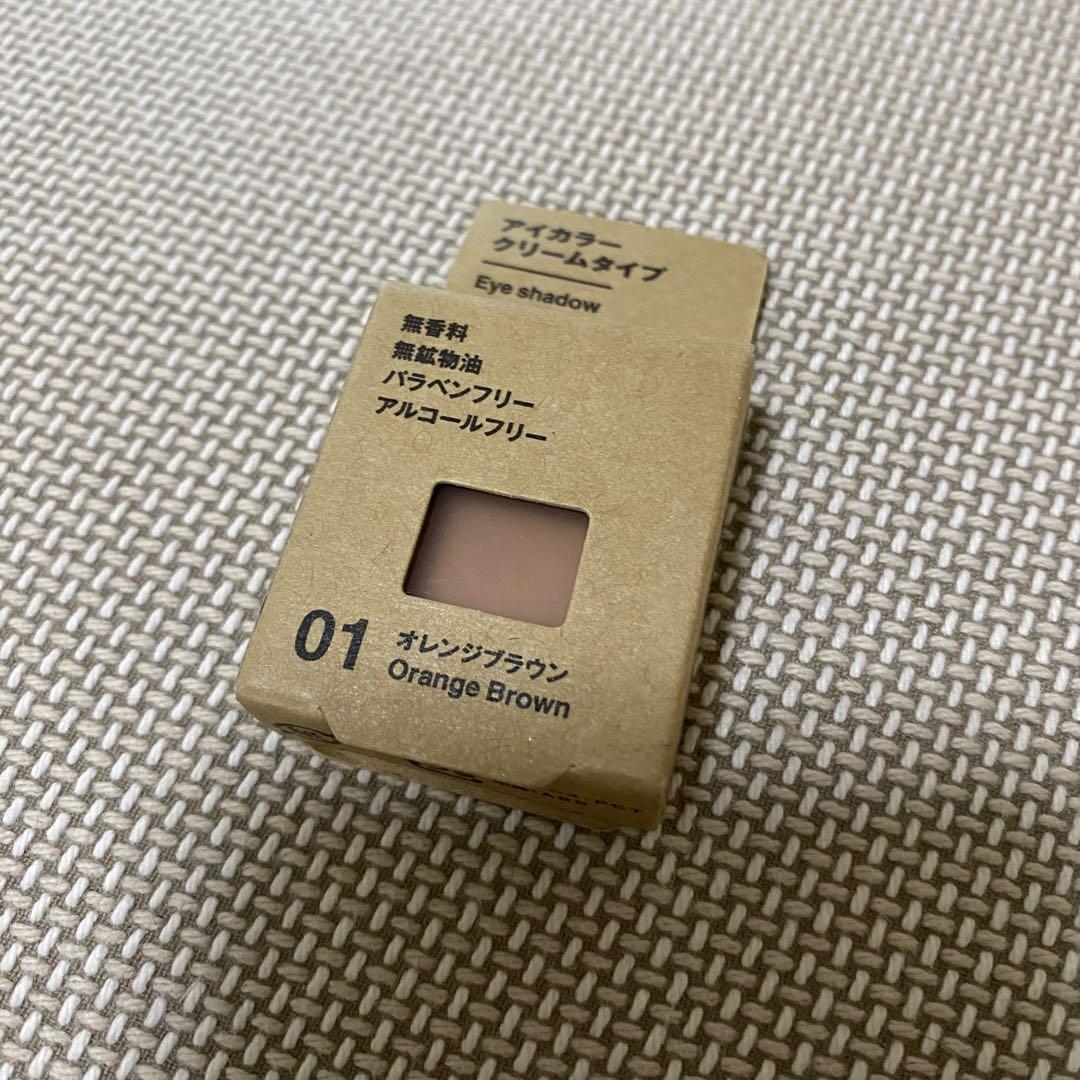 アイカラー
クリームタイプ
Eye shadow
無香料
無鉱物油
パラベンフリー
アルコールフリー
01
オレンジブラウン
Orange Brown